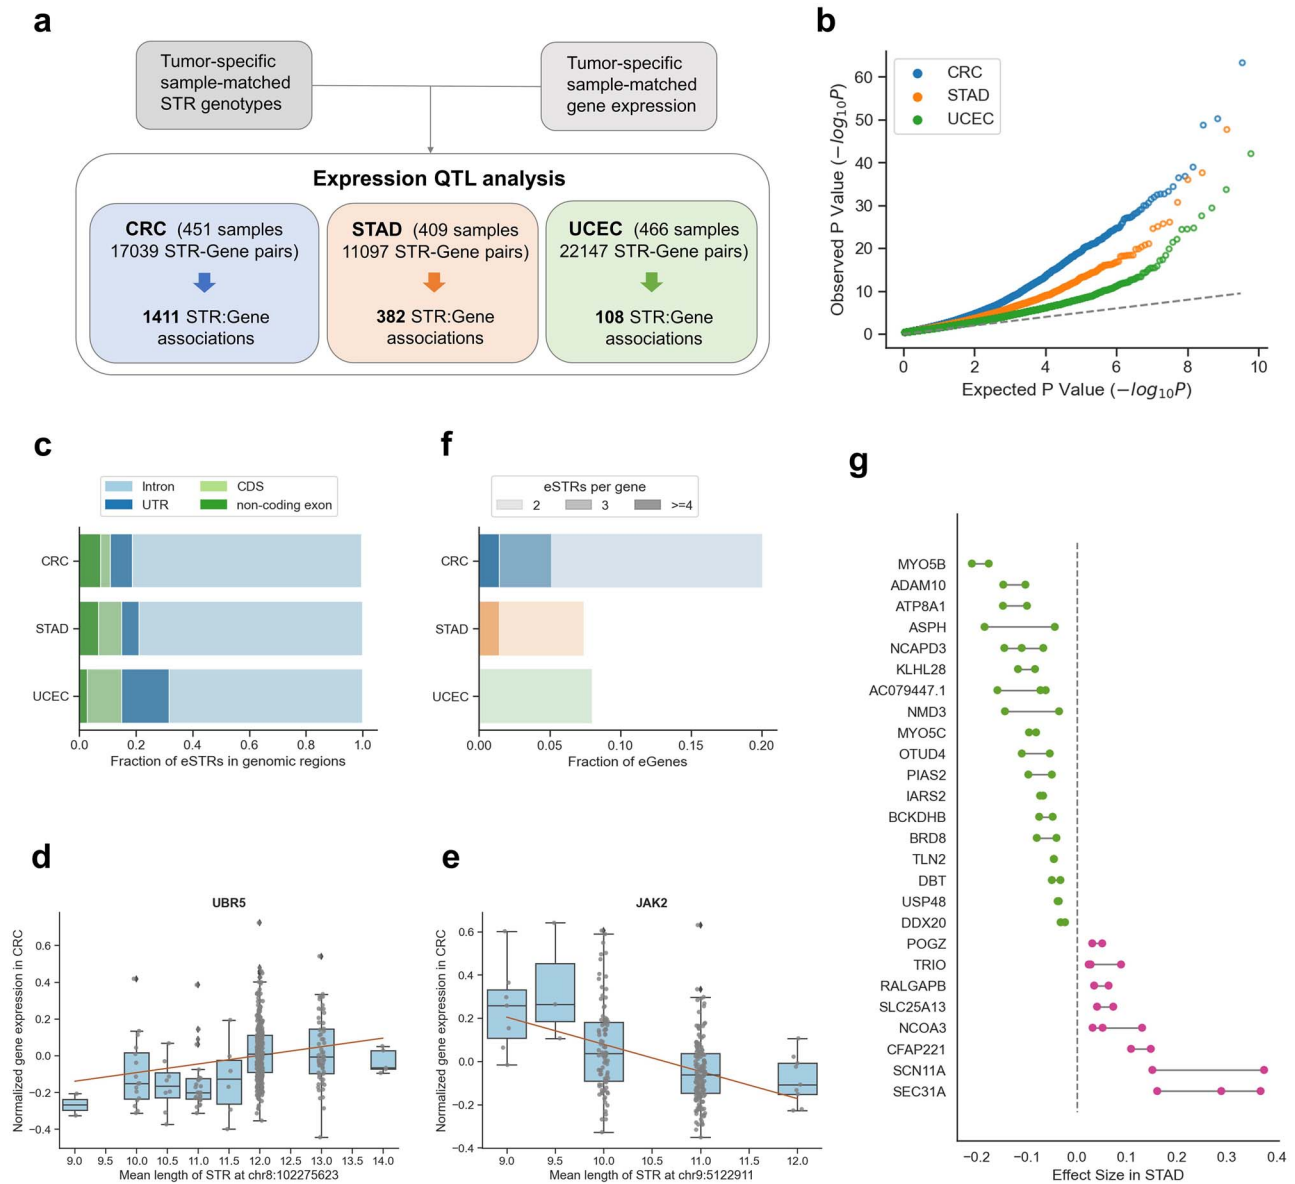 a
Tumor-specific
sample-matched
STR genotypes
Tumor-specific
sample-matched
gene expression
Expression QTL analysis
CRC (451 samples
17039 STR-Gene pairs)
1411 STR:Gene
associations
STAD (409 samples
11097 STR-Gene pairs)
382 STR:Gene
associations
UCEC (466 samples
22147 STR-Gene pairs)
108 STR:Gene
associations
b
CRC
STAD
UCEC
Observed P Value (−log10P)
60
50
40
30
20
10
0
0 2 4 6 8 10
Expected P Value (−log10P)
c
Intron
UTR
CDS
non-coding exon
CRC
STAD
UCEC
0.0 0.2 0.4 0.6 0.8 1.0
Fraction of eSTRs in genomic regions
f
eSTRs per gene
2 3 >=4
CRC
STAD
UCEC
0.00 0.05 0.10 0.15 0.20
Fraction of eGenes
g
MYO5B
ADAM10
ATP8A1
ASPH
NCAPD3
KLHL28
AC079447.1
NMD3
MYO5C
OTUD4
PIAS2
IARS2
BCKDHB
BRD8
TLN2
DBT
USP48
DDX20
POGZ
TRIO
RALGAPB
SLC25A13
NCOA3
CFAP221
SCN11A
SEC31A
−0.2 −0.1 0.0 0.1 0.2 0.3 0.4
Effect Size in STAD
d
UBR5
Normalized gene expression in CRC
0.6
0.4
0.2
0.0
−0.2
−0.4
9.0 9.5 10.0 10.5 11.0 11.5 12.0 12.5 13.0 13.5 14.0
Mean length of STR at chr8:102275623
e
JAK2
Normalized gene expression in CRC
0.6
0.4
0.2
0.0
−0.2
−0.4
9.0 9.5 10.0 10.5 11.0 11.5 12.0
Mean length of STR at chr9:5122911